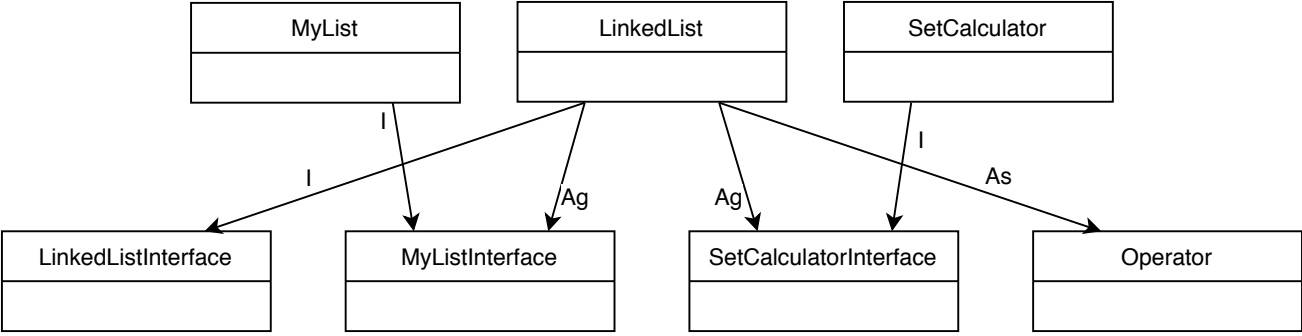 MyList
LinkedList
SetCalculator
I
I
I
As
Ag
Ag
LinkedListInterface
MyListInterface
SetCalculatorInterface
Operator